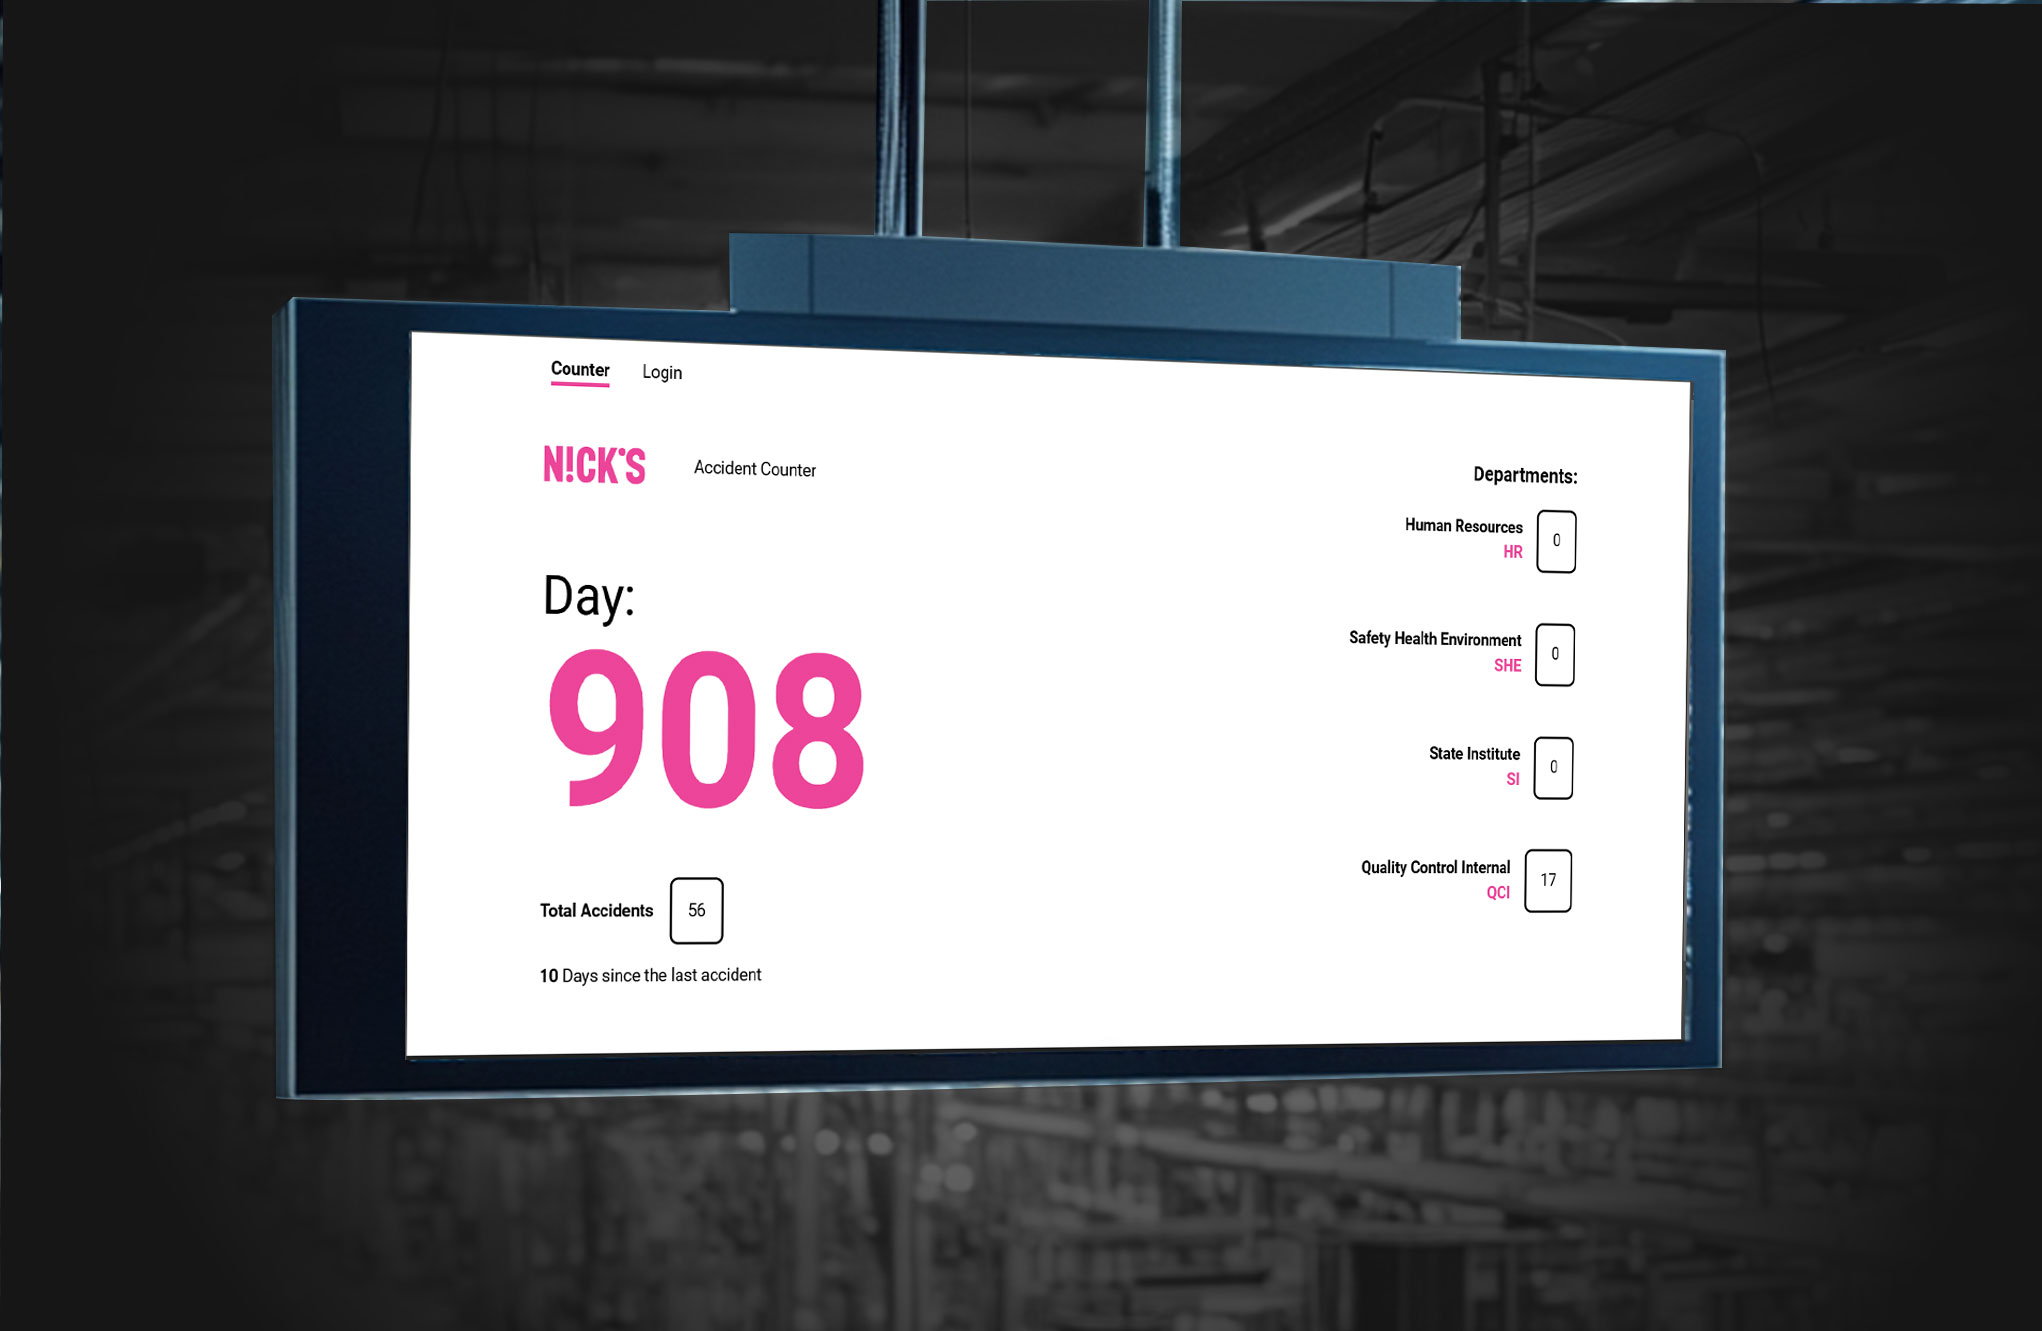 Counter Login
N!CK'S Accident Counter
Day:
908
Total Accidents 56
10 Days since the last accident
Departments:
Human Resources
HR
0
Safety Health Environment
SHE
0
State Institute
SI
0
Quality Control Internal
QCI
17